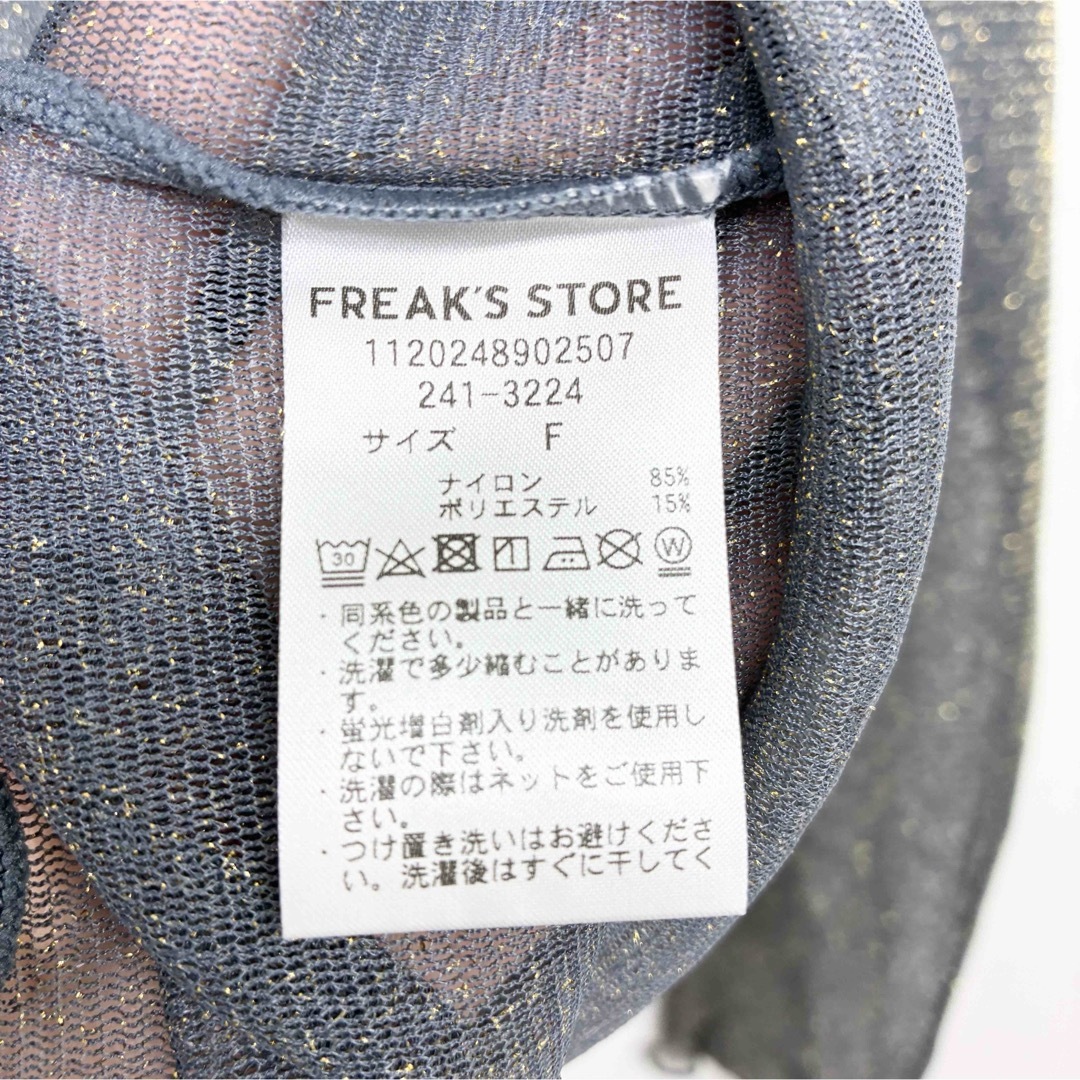 FREAK'S STORE
1120248902507
241-3224
サイズ F
ナイロン 85%
ポリエステル 15%
30 W
・同系色の製品と一緒に洗って
ください。
・洗濯で多少縮むことがありま
す。
・蛍光増白剤入り洗剤を使用し
ないで下さい。
・洗濯の際はネットをご使用下
さい。
・つけ置き洗いはお避けくださ
い。洗濯後はすぐに干してく